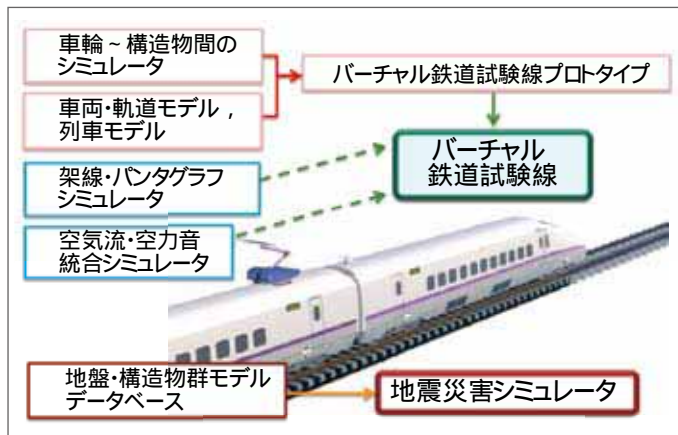 車輪~構造物間の
シミュレータ
車両・軌道モデル,
列車モデル
バーチャル鉄道試験線プロトタイプ
架線・パンタグラフ
シミュレータ
空気流・空力音
統合シミュレータ
バーチャル
鉄道試験線
地盤・構造物群モデル
データベース
地震災害シミュレータ